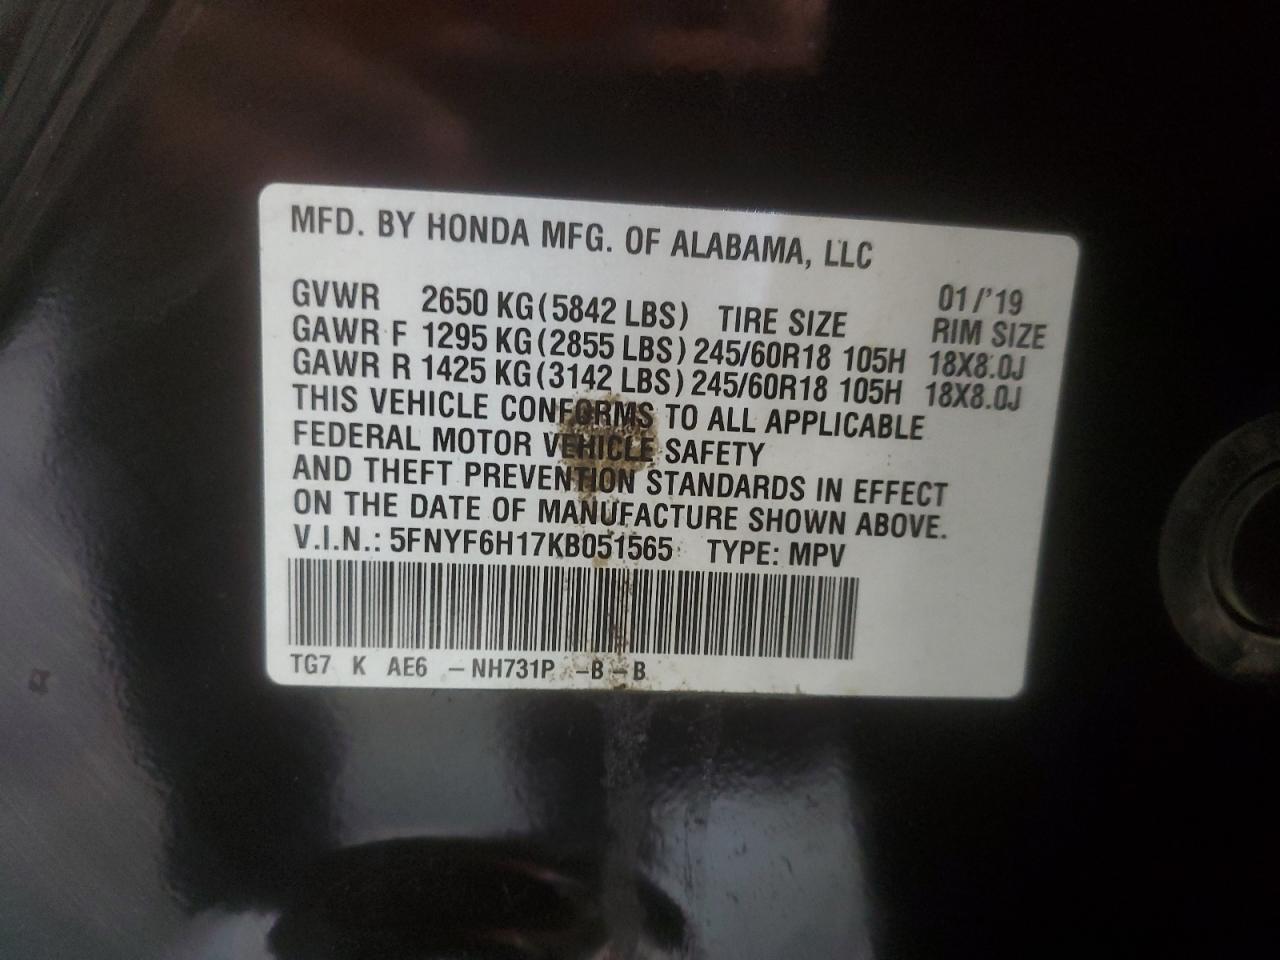 MFD. BY HONDA MFG. OF ALABAMA, LLC
01/'19
GVWR 2650 KG (5842 LBS) TIRE SIZE RIM SIZE
GAWR F 1295 KG (2855 LBS) 245/60R18 105H 18X8.0J
GAWR R 1425 KG (3142 LBS) 245/60R18 105H 18X8.0J
THIS VEHICLE CONFORMS TO ALL APPLICABLE
FEDERAL MOTOR VEHICLE SAFETY
AND THEFT PREVENTION STANDARDS IN EFFECT
ON THE DATE OF MANUFACTURE SHOWN ABOVE.
V.I.N.: 5FNYF6H17KB051565 TYPE: MPV
TG7 K AE6 – NH731P –B – B